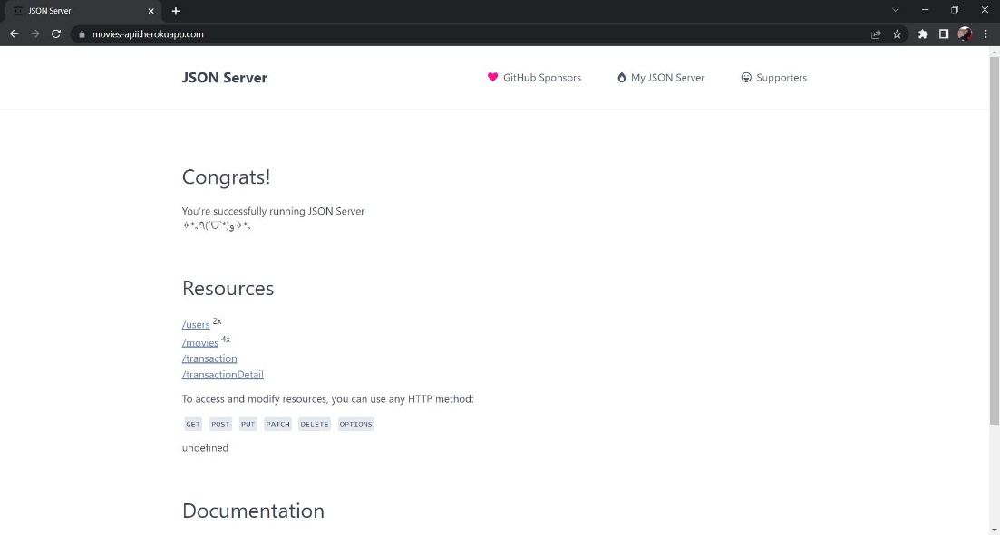 JSON Server
movies-apii.herokuapp.com
JSON Server
GitHub Sponsors
My JSON Server
Supporters
Congrats!
You're successfully running JSON Server
✧*｡٩(ˊᗜˋ*)و✧*｡
Resources
/users 2x
/movies 4x
/transaction
/transactionDetail
To access and modify resources, you can use any HTTP method:
GET POST PUT PATCH DELETE OPTIONS
undefined
Documentation